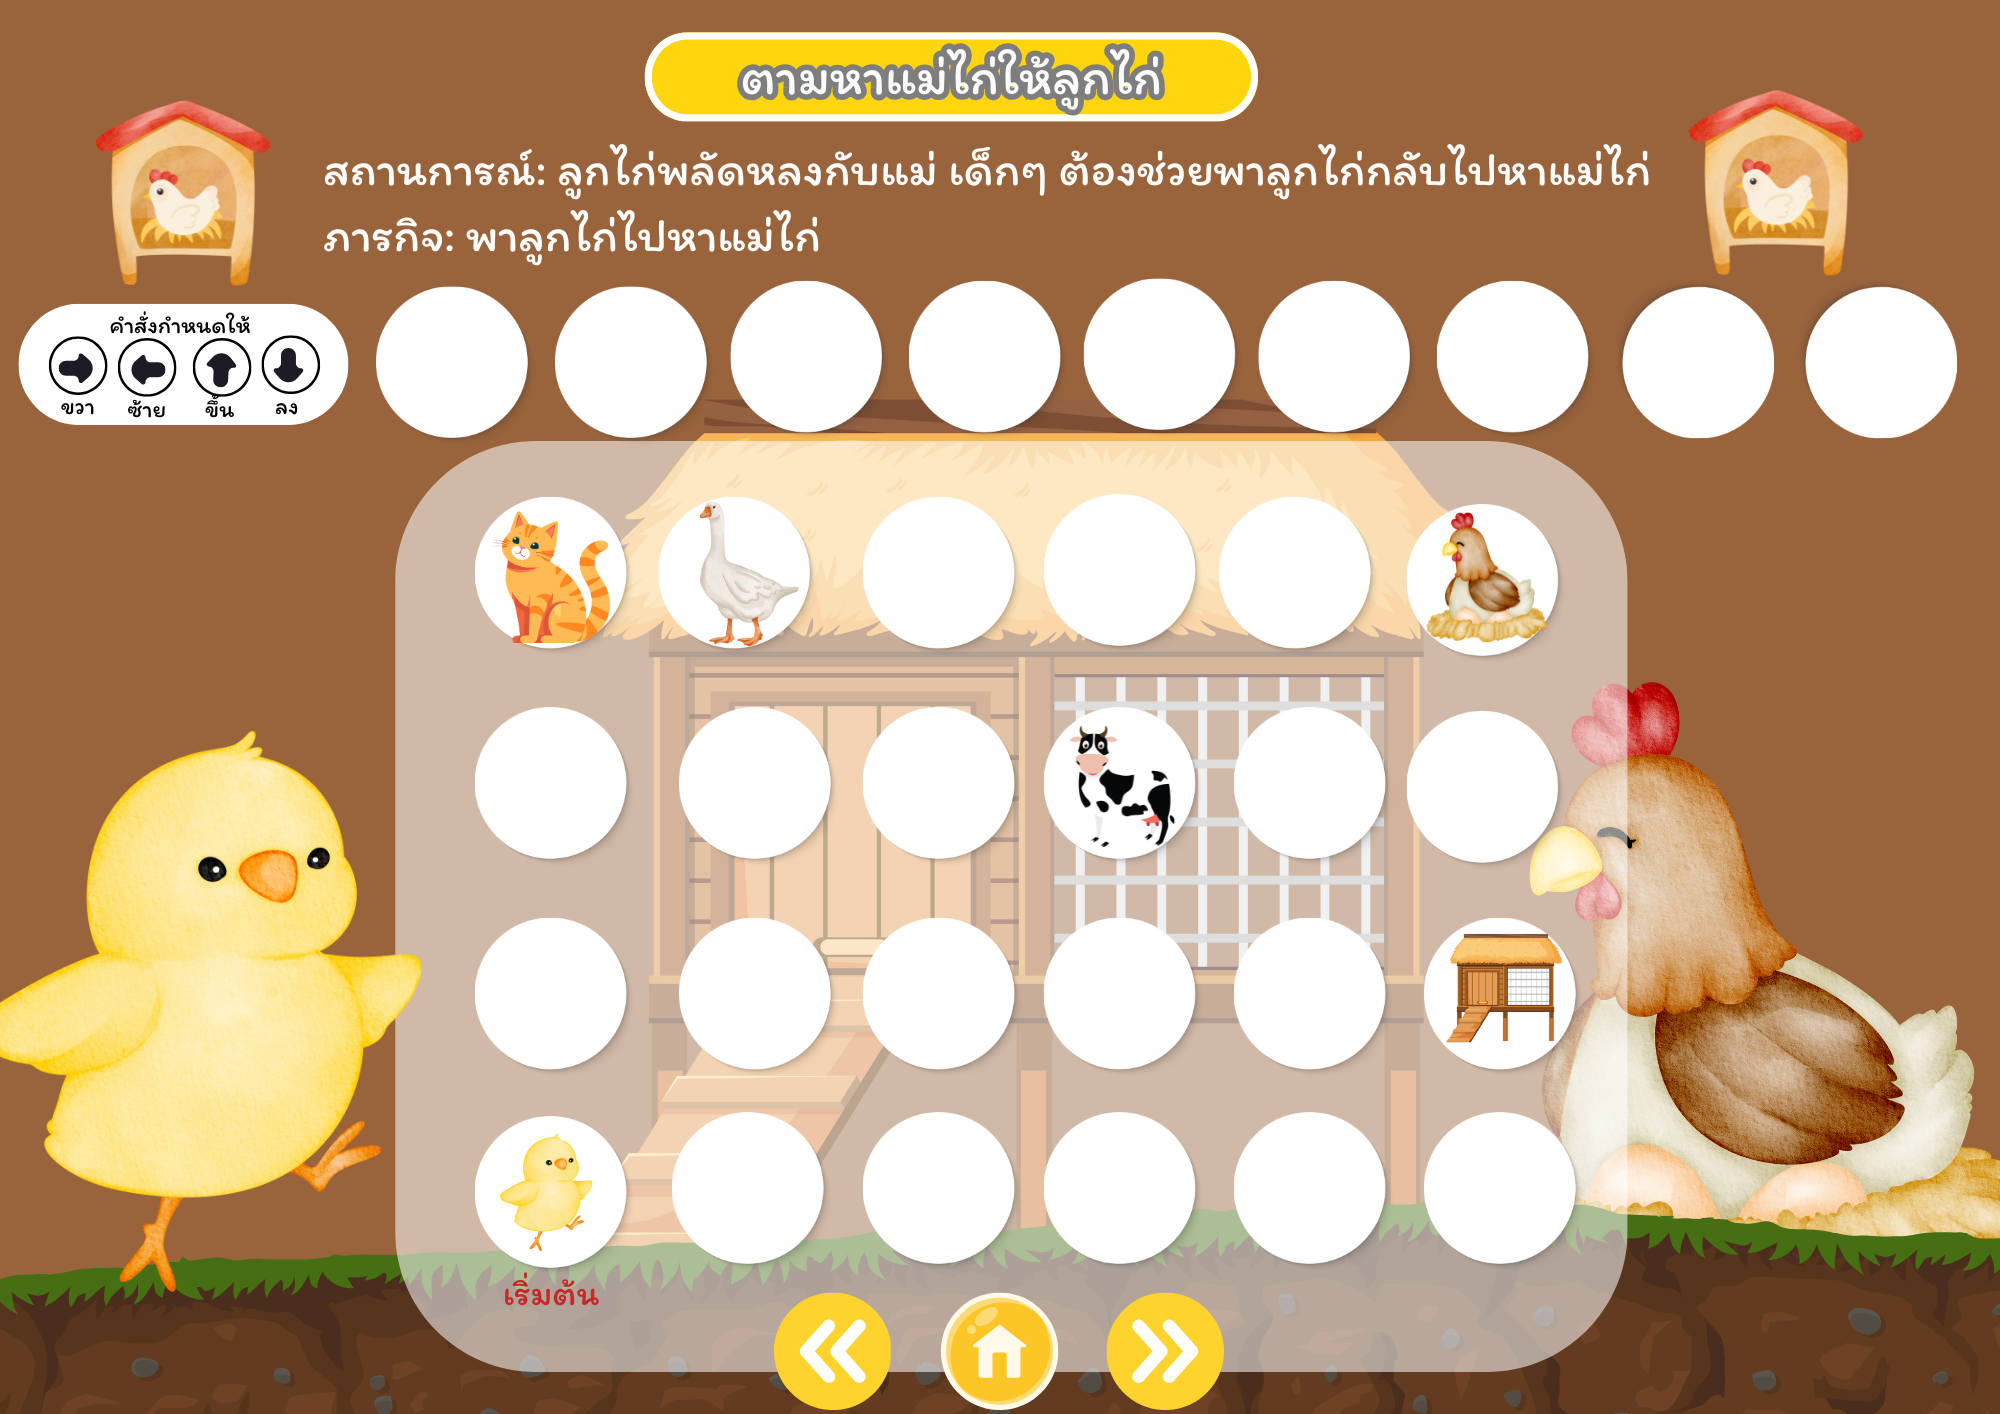 ตามหาแม่ไก่ให้ลูกไก่
สถานการณ์: ลูกไก่พลัดหลงกับแม่ เด็กๆ ต้องช่วยพาลูกไก่กลับไปหาแม่ไก่
ภารกิจ: พาลูกไก่ไปหาแม่ไก่
คำสั่งกำหนดให้
ขวา ซ้าย ขึ้น ลง
เริ่มต้น